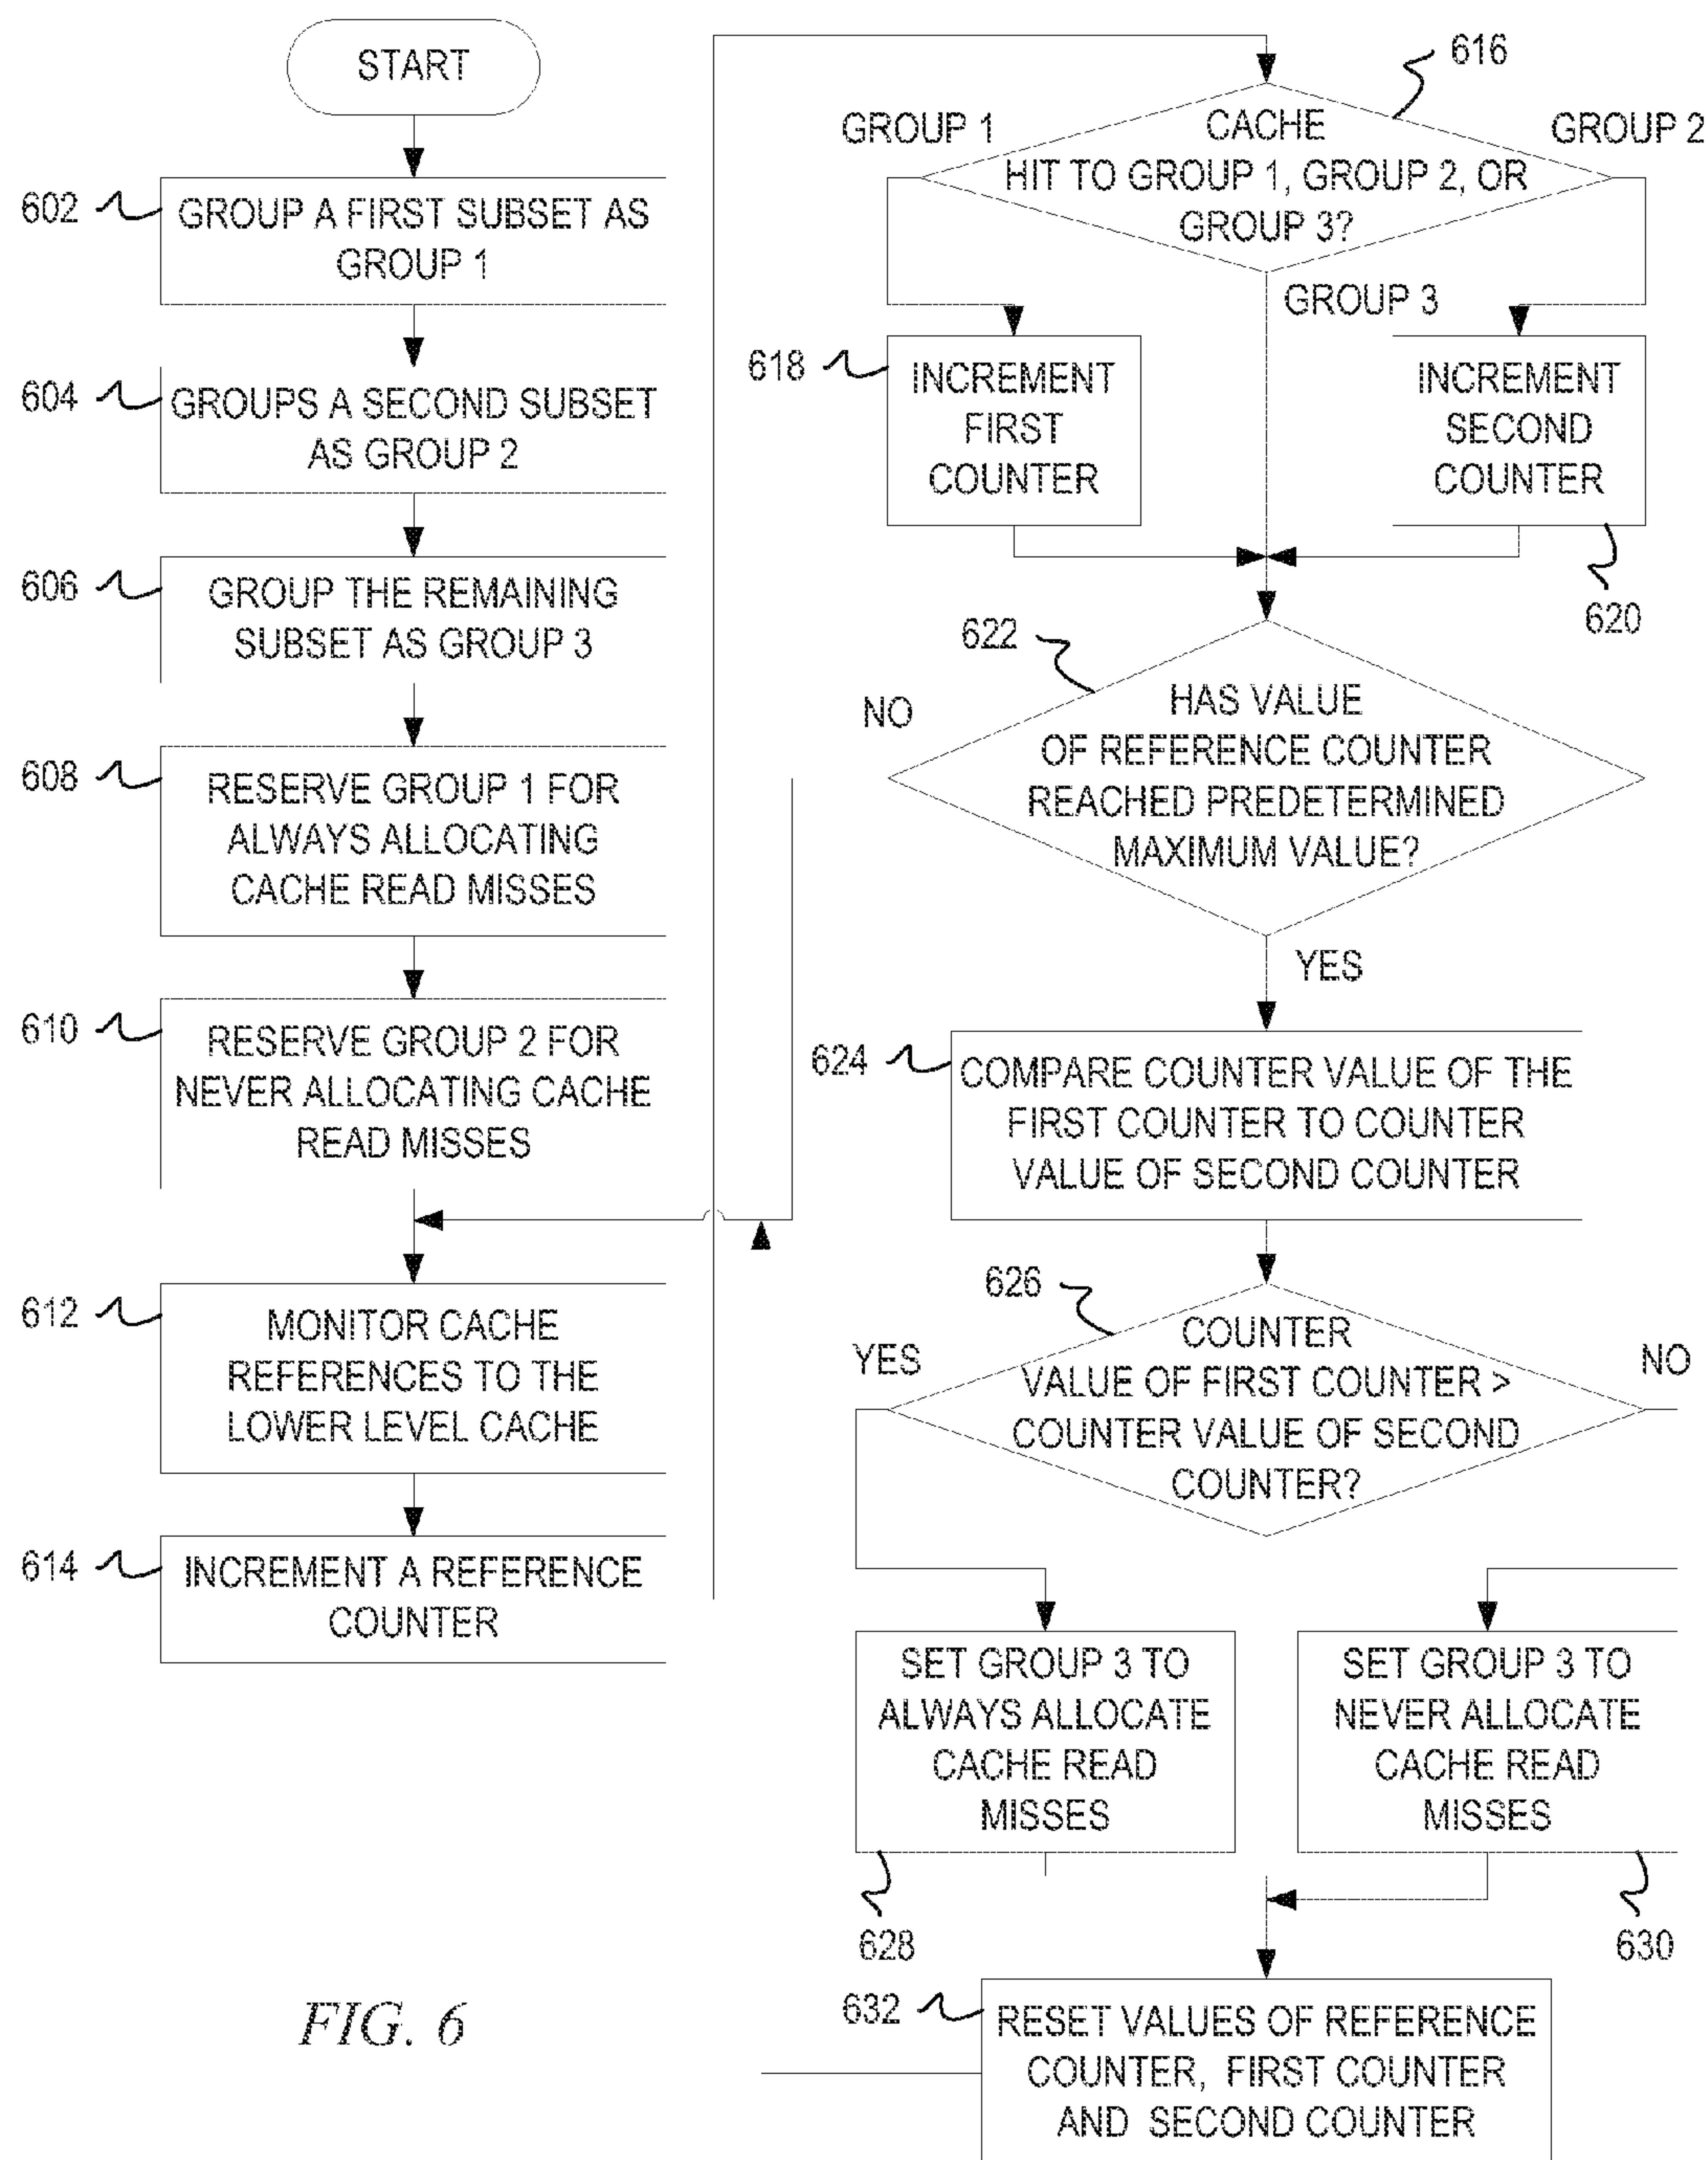 START
602
GROUP A FIRST SUBSET AS
GROUP 1
604
GROUPS A SECOND SUBSET
AS GROUP 2
606
GROUP THE REMAINING
SUBSET AS GROUP 3
608
RESERVE GROUP 1 FOR
ALWAYS ALLOCATING
CACHE READ MISSES
610
RESERVE GROUP 2 FOR
NEVER ALLOCATING CACHE
READ MISSES
612
MONITOR CACHE
REFERENCES TO THE
LOWER LEVEL CACHE
614
INCREMENT A REFERENCE
COUNTER
616
CACHE
HIT TO GROUP 1, GROUP 2, OR
GROUP 3?
GROUP 1
GROUP 2
GROUP 3
618
INCREMENT
FIRST
COUNTER
INCREMENT
SECOND
COUNTER
620
622
HAS VALUE
OF REFERENCE COUNTER
REACHED PREDETERMINED
MAXIMUM VALUE?
NO
YES
624
COMPARE COUNTER VALUE OF THE
FIRST COUNTER TO COUNTER
VALUE OF SECOND COUNTER
626
COUNTER
VALUE OF FIRST COUNTER >
COUNTER VALUE OF SECOND
COUNTER?
YES
NO
SET GROUP 3 TO
ALWAYS ALLOCATE
CACHE READ
MISSES
628
SET GROUP 3 TO
NEVER ALLOCATE
CACHE READ
MISSES
630
632
RESET VALUES OF REFERENCE
COUNTER, FIRST COUNTER
AND SECOND COUNTER
FIG. 6